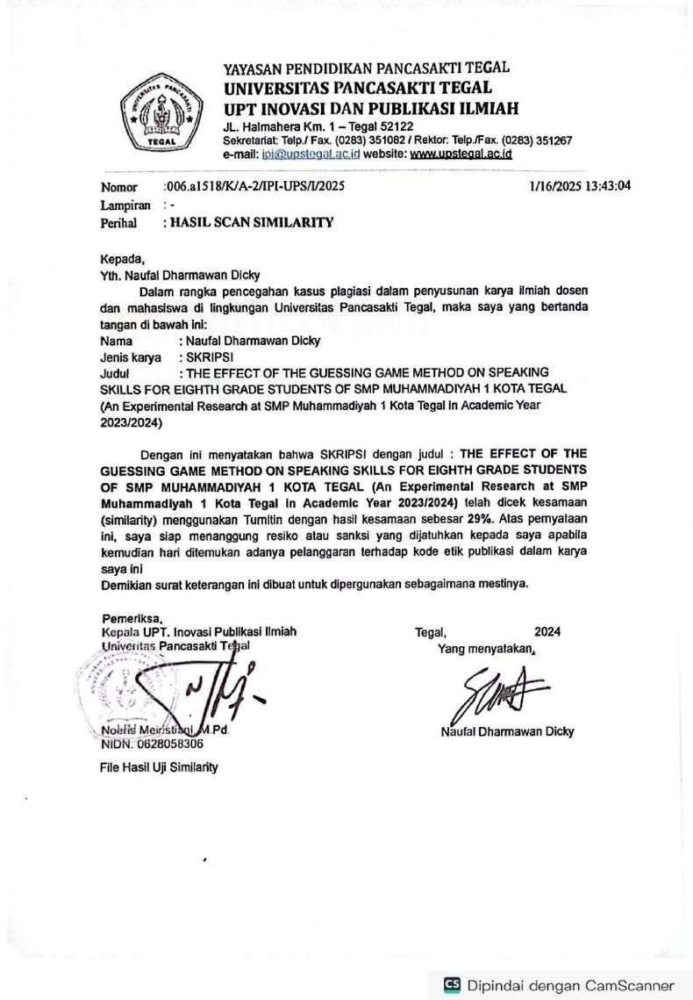 YAYASAN PENDIDIKAN PANCASAKTI TEGAL
UNIVERSITAS PANCASAKTI TEGAL
UPT INOVASI DAN PUBLIKASI ILMIAH
JL. Halmahera Km. 1 – Tegal 52122
Sekretariat: Telp./ Fax. (0283) 351082 / Rektor: Telp./Fax. (0283) 351267
e-mail: ipi@upstegal.ac.id website: www.upstegal.ac.id
UNIVERSITAS PANCASAKTI
TEGAL
Nomor :006.a1518/K/A-2/IPI-UPS/I/2025 1/16/2025 13:43:04
Lampiran : -
Perihal : HASIL SCAN SIMILARITY
Kepada,
Yth. Naufal Dharmawan Dicky
Dalam rangka pencegahan kasus plagiasi dalam penyusunan karya ilmiah dosen
dan mahasiswa di lingkungan Universitas Pancasakti Tegal, maka saya yang bertanda
tangan di bawah ini:
Nama : Naufal Dharmawan Dicky
Jenis karya : SKRIPSI
Judul : THE EFFECT OF THE GUESSING GAME METHOD ON SPEAKING
SKILLS FOR EIGHTH GRADE STUDENTS OF SMP MUHAMMADIYAH 1 KOTA TEGAL
(An Experimental Research at SMP Muhammadiyah 1 Kota Tegal in Academic Year
2023/2024)
Dengan ini menyatakan bahwa SKRIPSI dengan judul : THE EFFECT OF THE
GUESSING GAME METHOD ON SPEAKING SKILLS FOR EIGHTH GRADE STUDENTS
OF SMP MUHAMMADIYAH 1 KOTA TEGAL (An Experimental Research at SMP
Muhammadiyah 1 Kota Tegal in Academic Year 2023/2024) telah dicek kesamaan
(similarity) menggunakan Turnitin dengan hasil kesamaan sebesar 29%. Atas pernyataan
ini, saya siap menanggung resiko atau sanksi yang dijatuhkan kepada saya apabila
kemudian hari ditemukan adanya pelanggaran terhadap kode etik publikasi dalam karya
saya ini
Demikian surat keterangan ini dibuat untuk dipergunakan sebagaimana mestinya.
Pemeriksa,
Kepala UPT. Inovasi Publikasi Ilmiah Tegal, 2024
Univeritas Pancasakti Tegal Yang menyatakan,
Meiristiani, M.Pd. Naufal Dharmawan Dicky
NIDN. 0628058306
File Hasil Uji Similarity
CS Dipindai dengan CamScanner